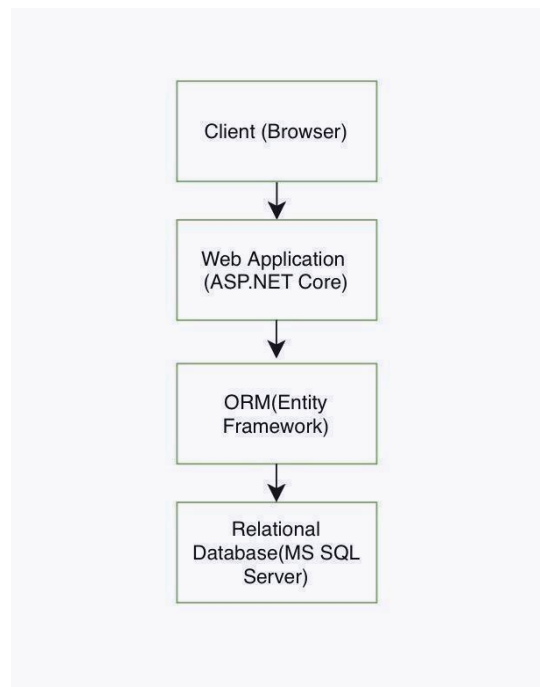 Client (Browser)
Web Application
(ASP.NET Core)
ORM(Entity
Framework)
Relational
Database(MS SQL
Server)